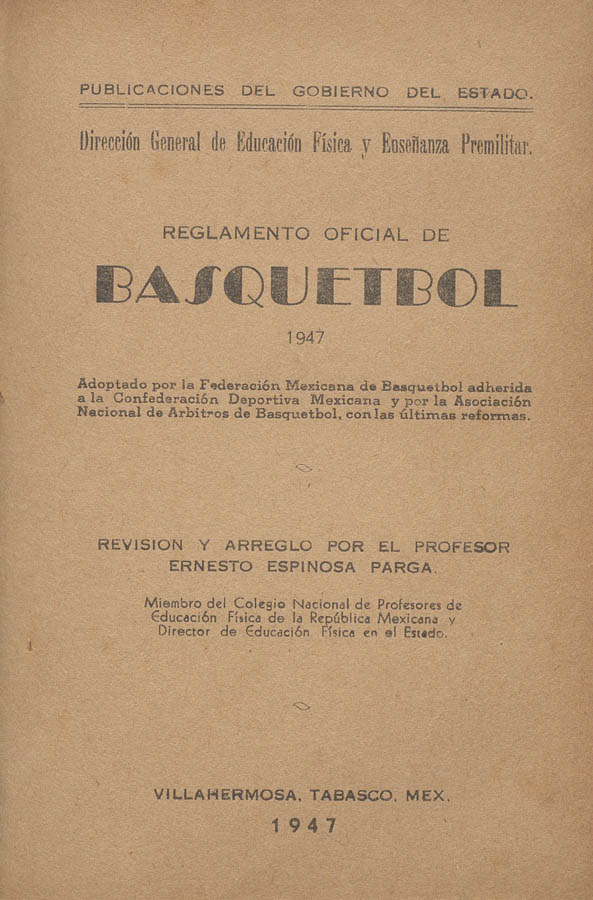 PUBLICACIONES DEL GOBIERNO DEL ESTADO.
Dirección General de Educación Física y Enseñanza Premilitar.
REGLAMENTO OFICIAL DE
BASQUETBOL
1947
Adoptado por la Federación Mexicana de Basquetbol adherida
a la Confederación Deportiva Mexicana y por la Asociación
Nacional de Arbitros de Basquetbol, con las últimas reformas.
REVISION Y ARREGLO POR EL PROFESOR
ERNESTO ESPINOSA PARGA.
Miembro del Colegio Nacional de Profesores de
Educación Física de la República Mexicana y
Director de Educación Física en el Estado.
VILLAHERMOSA, TABASCO, MEX.
1947